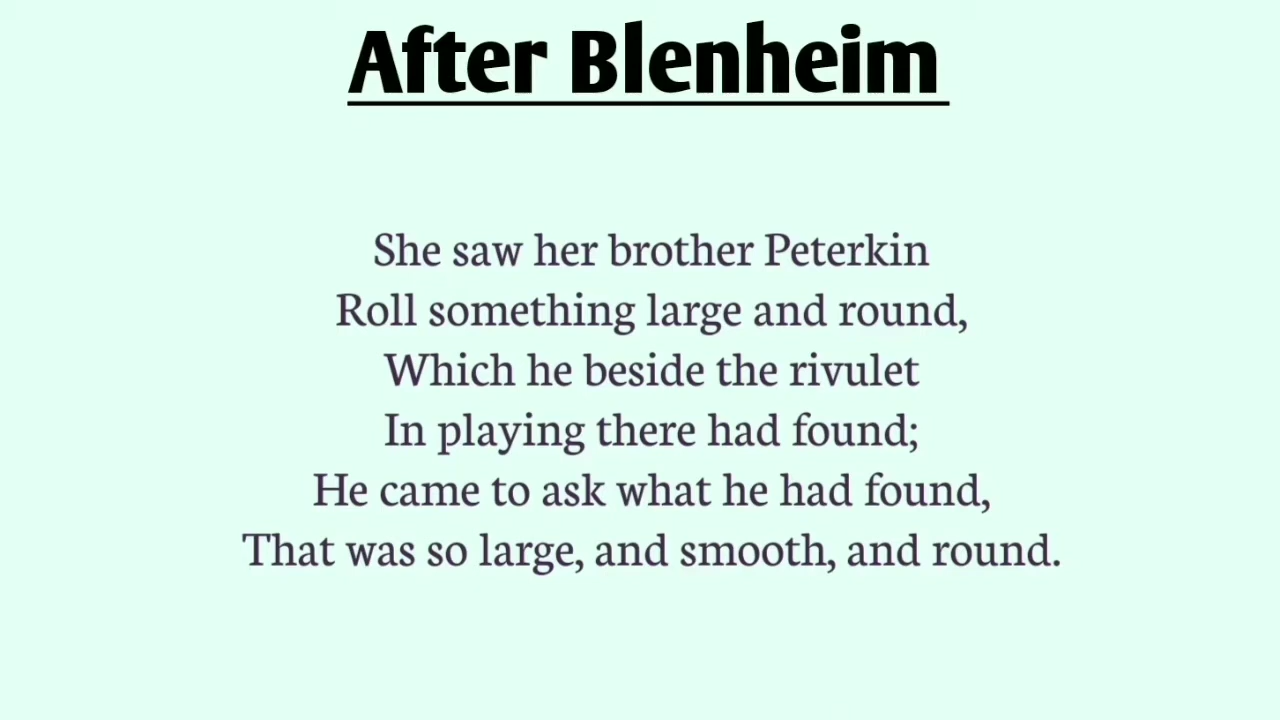 After Blenheim
She saw her brother Peterkin
Roll something large and round,
Which he beside the rivulet
In playing there had found;
He came to ask what he had found,
That was so large, and smooth, and round.